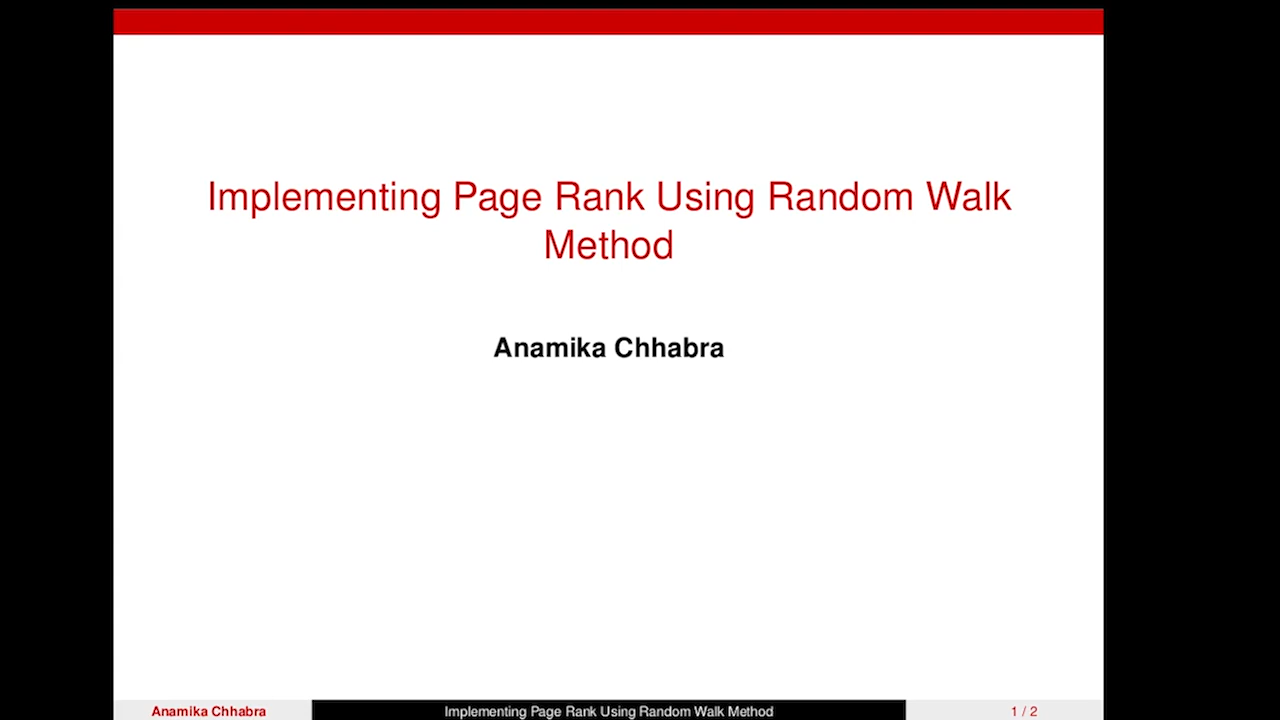 Implementing Page Rank Using Random Walk
Method
Anamika Chhabra
Anamika Chhabra
Implementing Page Rank Using Random Walk Method
1 / 2